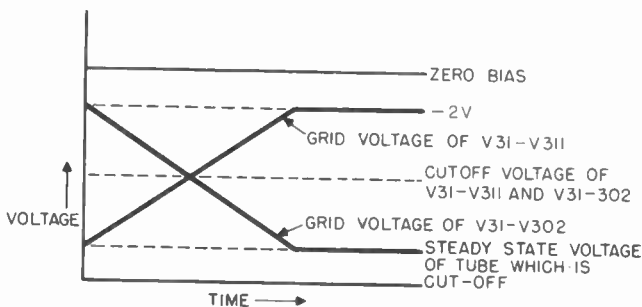 ZERO BIAS
-2V
GRID VOLTAGE OF V31-V311
CUTOFF VOLTAGE OF
V31-V311 AND V31-302
VOLTAGE
GRID VOLTAGE OF V31-V302
STEADY STATE VOLTAGE
OF TUBE WHICH IS
CUT-OFF
TIME